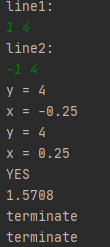 line1:
1 4
line2:
-1 4
y = 4
x = -0.25
y = 4
x = 0.25
YES
1.5708
terminate
terminate